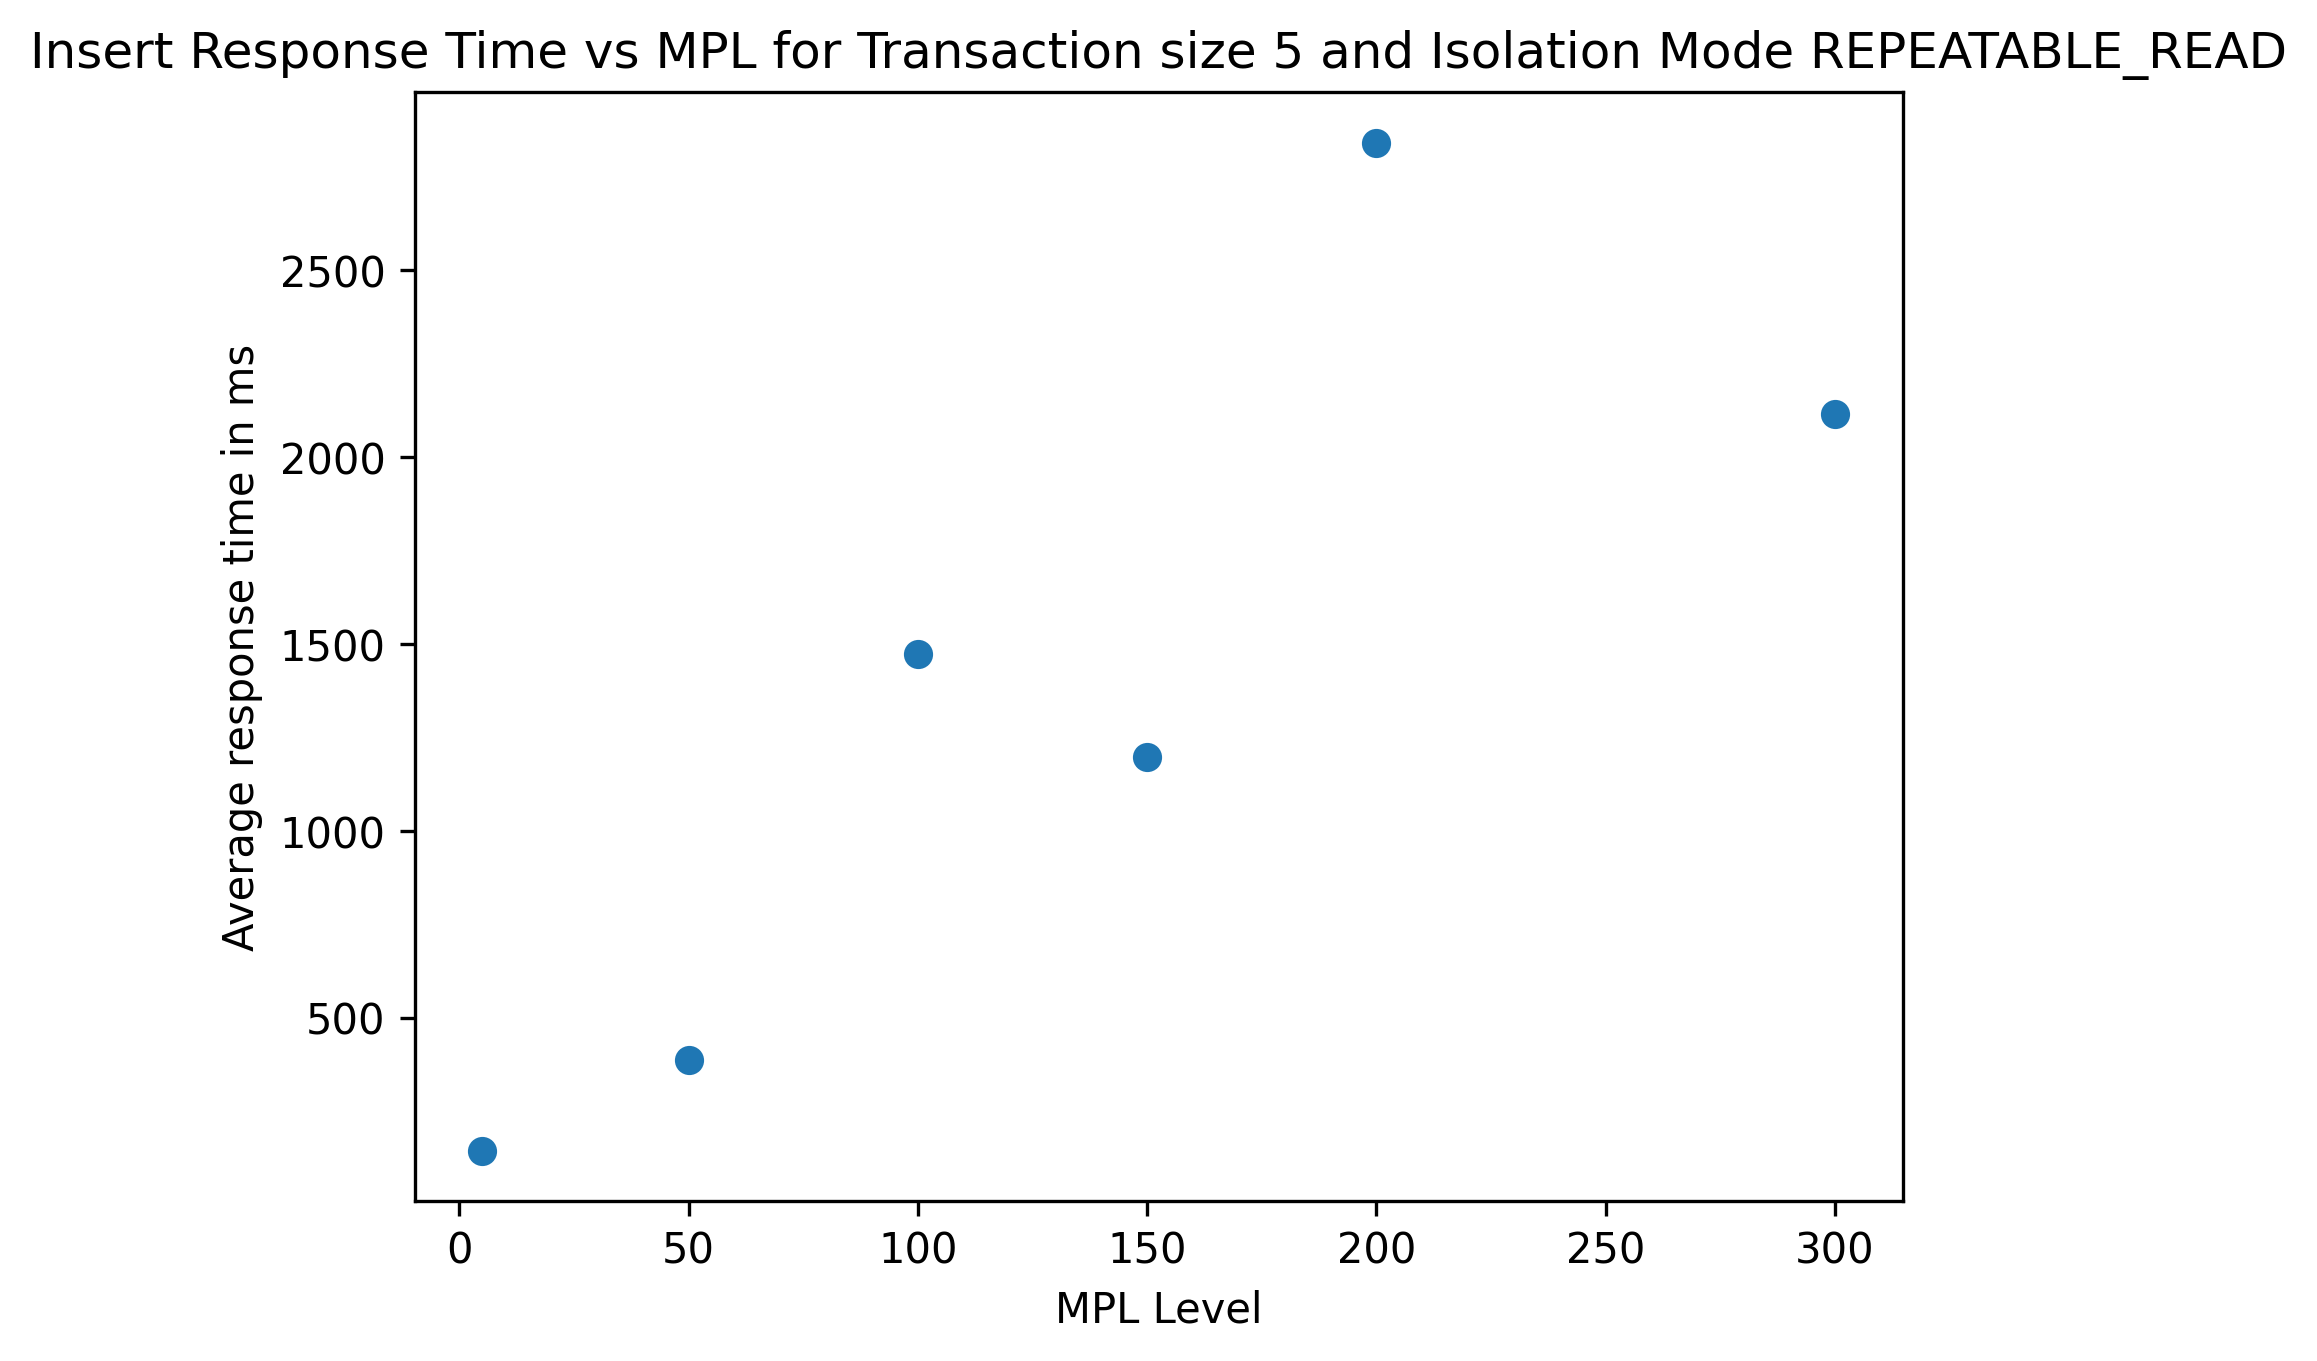 Insert Response Time vs MPL for Transaction size 5 and Isolation Mode REPEATABLE_READ
2500
2000
1500
1000
500
Average response time in ms
0 50 100 150 200 250 300
MPL Level